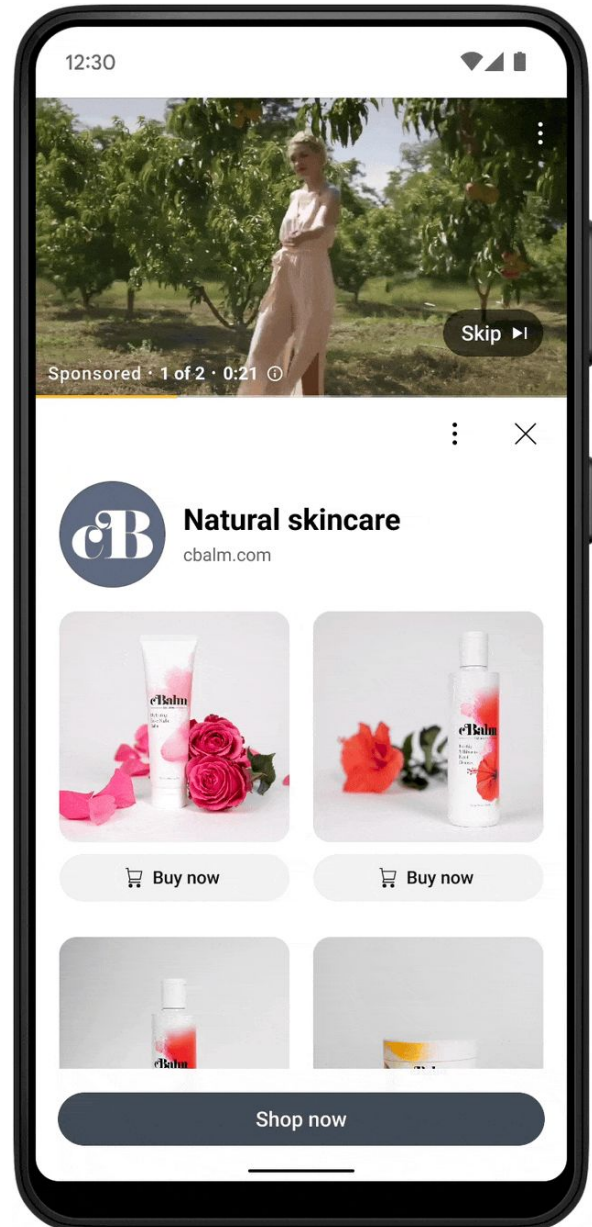 12:30
Skip
Sponsored · 1 of 2 · 0:21
cB
Natural skincare
cbalm.com
cBalm
cBalm
Buy now
Buy now
cBalm
Shop now